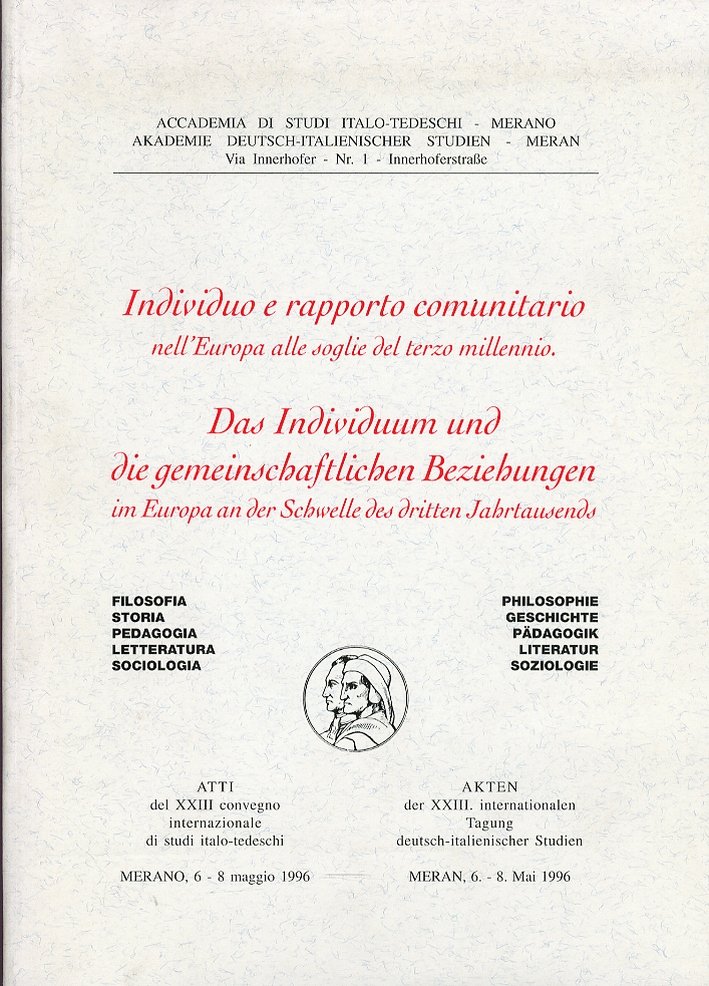 ACCADEMIA DI STUDI ITALO-TEDESCHI - MERANO
AKADEMIE DEUTSCH-ITALIENISCHER STUDIEN - MERAN
Via Innerhofer - Nr. 1 - Innerhoferstraße
Individuo e rapporto comunitario
nell'Europa alle soglie del terzo millennio.
Das Individuum und
die gemeinschaftlichen Beziehungen
im Europa an der Schwelle des dritten Jahrtausends
FILOSOFIA
STORIA
PEDAGOGIA
LETTERATURA
SOCIOLOGIA
PHILOSOPHIE
GESCHICHTE
PÄDAGOGIK
LITERATUR
SOZIOLOGIE
ATTI
del XXIII convegno
internazionale
di studi italo-tedeschi
MERANO, 6 - 8 maggio 1996
AKTEN
der XXIII. internationalen
Tagung
deutsch-italienischer Studien
MERAN, 6. - 8. Mai 1996